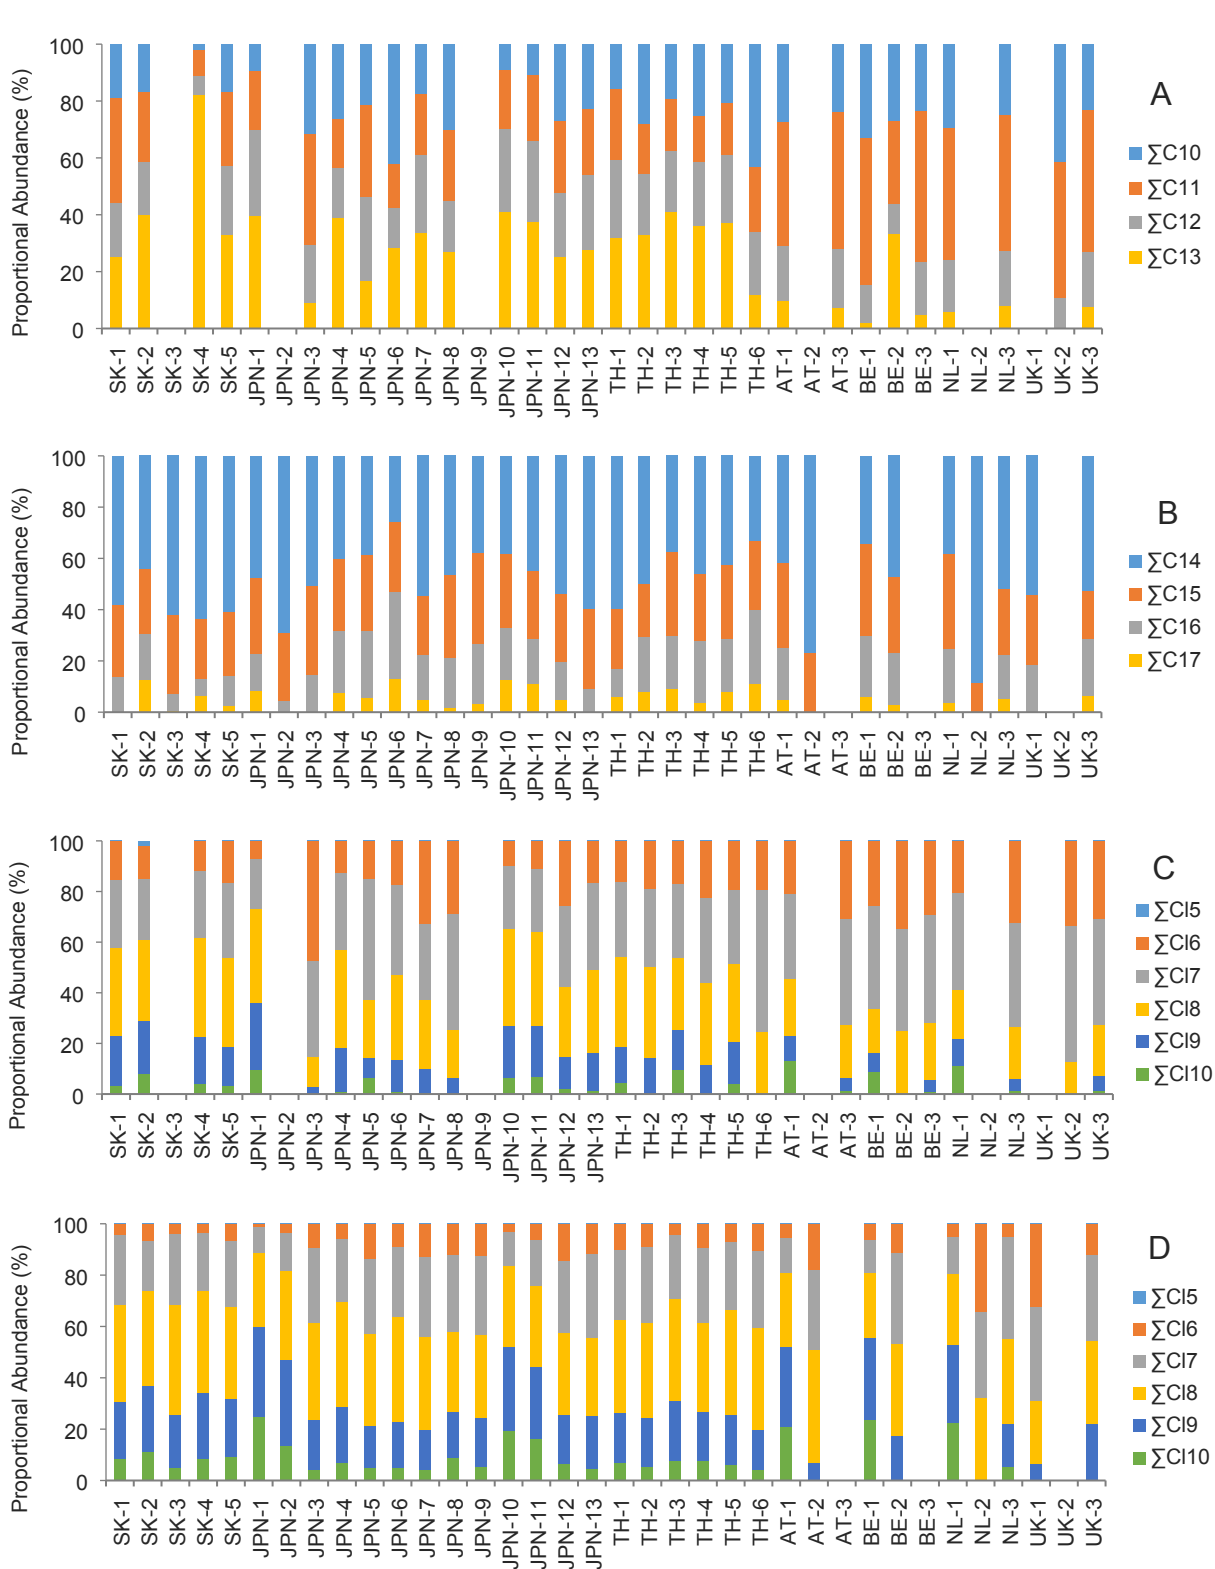 A
Proportional Abundance (%)
100
80
60
40
20
0
∑C10
∑C11
∑C12
∑C13
SK-1 SK-2 SK-3 SK-4 SK-5 JPN-1 JPN-2 JPN-3 JPN-4 JPN-5 JPN-6 JPN-7 JPN-8 JPN-9 JPN-10 JPN-11 JPN-12 JPN-13 TH-1 TH-2 TH-3 TH-4 TH-5 TH-6 AT-1 AT-2 AT-3 BE-1 BE-2 BE-3 NL-1 NL-2 NL-3 UK-1 UK-2 UK-3
B
Proportional Abundance (%)
100
80
60
40
20
0
∑C14
∑C15
∑C16
∑C17
SK-1 SK-2 SK-3 SK-4 SK-5 JPN-1 JPN-2 JPN-3 JPN-4 JPN-5 JPN-6 JPN-7 JPN-8 JPN-9 JPN-10 JPN-11 JPN-12 JPN-13 TH-1 TH-2 TH-3 TH-4 TH-5 TH-6 AT-1 AT-2 AT-3 BE-1 BE-2 BE-3 NL-1 NL-2 NL-3 UK-1 UK-2 UK-3
C
Proportional Abundance (%)
100
80
60
40
20
0
∑Cl5
∑Cl6
∑Cl7
∑Cl8
∑Cl9
∑Cl10
SK-1 SK-2 SK-3 SK-4 SK-5 JPN-1 JPN-2 JPN-3 JPN-4 JPN-5 JPN-6 JPN-7 JPN-8 JPN-9 JPN-10 JPN-11 JPN-12 JPN-13 TH-1 TH-2 TH-3 TH-4 TH-5 TH-6 AT-1 AT-2 AT-3 BE-1 BE-2 BE-3 NL-1 NL-2 NL-3 UK-1 UK-2 UK-3
D
Proportional Abundance (%)
100
80
60
40
20
0
∑Cl5
∑Cl6
∑Cl7
∑Cl8
∑Cl9
∑Cl10
SK-1 SK-2 SK-3 SK-4 SK-5 JPN-1 JPN-2 JPN-3 JPN-4 JPN-5 JPN-6 JPN-7 JPN-8 JPN-9 JPN-10 JPN-11 JPN-12 JPN-13 TH-1 TH-2 TH-3 TH-4 TH-5 TH-6 AT-1 AT-2 AT-3 BE-1 BE-2 BE-3 NL-1 NL-2 NL-3 UK-1 UK-2 UK-3